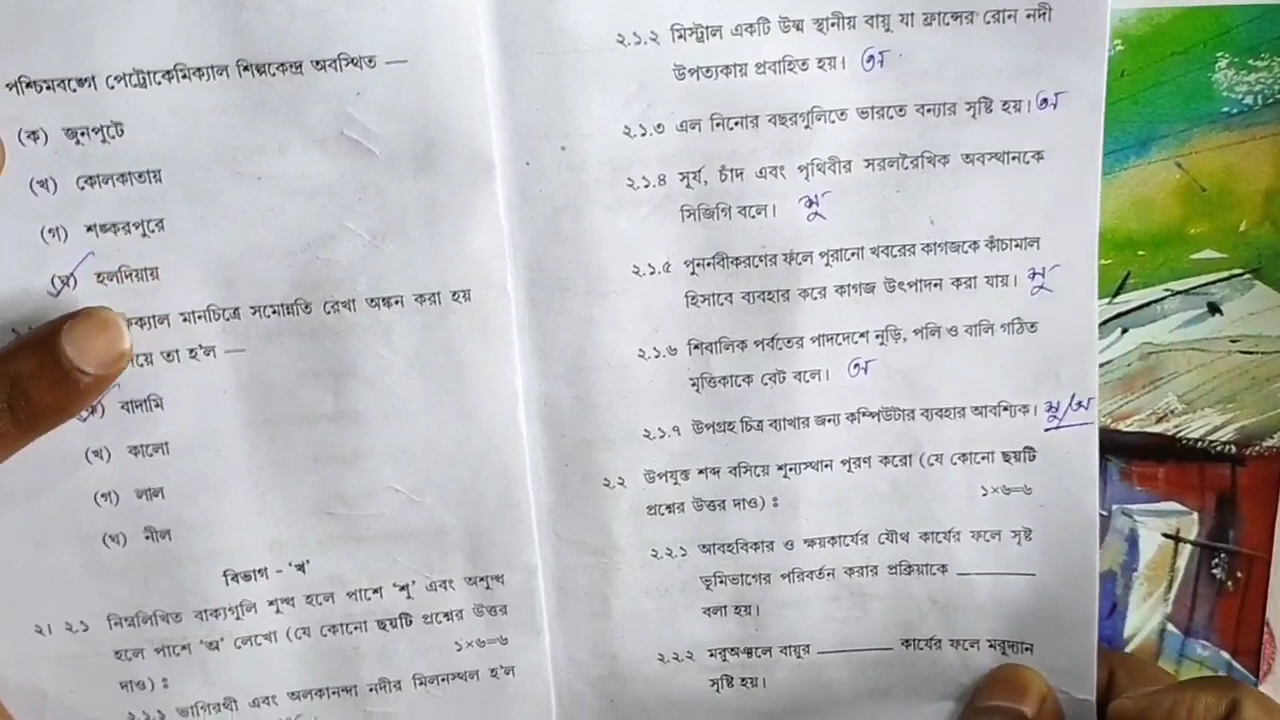 পশ্চিমবঙ্গে পেট্রোকেমিক্যাল শিল্পকেন্দ্র অবস্থিত —
(ক) জুনপুটে
(খ) কোলকাতায়
(গ) শঙ্করপুরে
(ঘ) হলদিয়ায়
মানচিত্রে সমোন্নতি রেখা অঙ্কন করা হয়
তা হ'ল —
(ক) বাদামি
(খ) কালো
(গ) লাল
(ঘ) নীল
বিভাগ - ‘খ’
২। ২.১ নিম্নলিখিত বাক্যগুলি শুদ্ধ হলে পাশে ‘শু’ এবং অশুদ্ধ
হলে পাশে ‘অ’ লেখো (যে কোনো ছয়টি প্রশ্নের উত্তর
দাও) : ১×৬=৬
২.১.১ ভাগিরথী এবং অলকানন্দা নদীর মিলনস্থল হ'ল
২.১.২ মিস্ট্রাল একটি উষ্ম স্থানীয় বায়ু যা ফ্রান্সের রোন নদী
উপত্যকায় প্রবাহিত হয়। অ
২.১.৩ এল নিনোর বছরগুলিতে ভারতে বন্যার সৃষ্টি হয়। অ
২.১.৪ সূর্য, চাঁদ এবং পৃথিবীর সরলরৈখিক অবস্থানকে
সিজিগি বলে। শু
২.১.৫ পুনর্নবীকরণের ফলে পুরানো খবরের কাগজকে কাঁচামাল
হিসাবে ব্যবহার করে কাগজ উৎপাদন করা যায়। শু
২.১.৬ শিবালিক পর্বতের পাদদেশে নুড়ি, পলি ও বালি গঠিত
মৃত্তিকাকে বেট বলে। অ
২.১.৭ উপগ্রহ চিত্র ব্যাখার জন্য কম্পিউটার ব্যবহার আবশ্যিক। শু/অ
২.২ উপযুক্ত শব্দ বসিয়ে শূন্যস্থান পূরণ করো (যে কোনো ছয়টি
প্রশ্নের উত্তর দাও) : ১×৬=৬
২.২.১ আবহবিকার ও ক্ষয়কার্যের যৌথ কার্যের ফলে সৃষ্ট
ভূমিভাগের পরিবর্তন করার প্রক্রিয়াকে ________
বলা হয়।
২.২.২ মরুঅঞ্চলে বায়ুর ________ কার্যের ফলে মরূদ্যান
সৃষ্টি হয়।